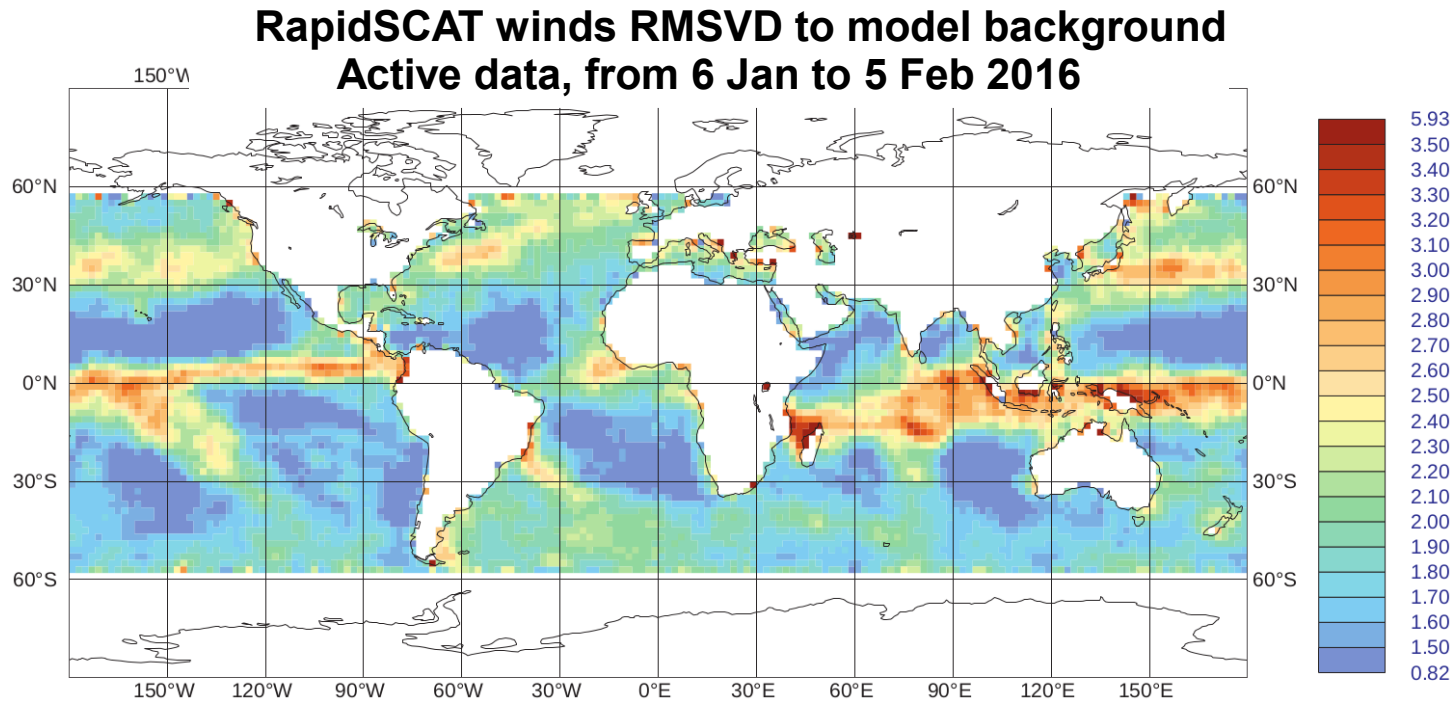 RapidSCAT winds RMSVD to model background
Active data, from 6 Jan to 5 Feb 2016
150°W
60°N 60°N
30°N 30°N
0°N 0°N
30°S 30°S
60°S 60°S
150°W 120°W 90°W 60°W 30°W 0°E 30°E 60°E 90°E 120°E 150°E
5.93
3.50
3.40
3.30
3.20
3.10
3.00
2.90
2.80
2.70
2.60
2.50
2.40
2.30
2.20
2.10
2.00
1.90
1.80
1.70
1.60
1.50
0.82